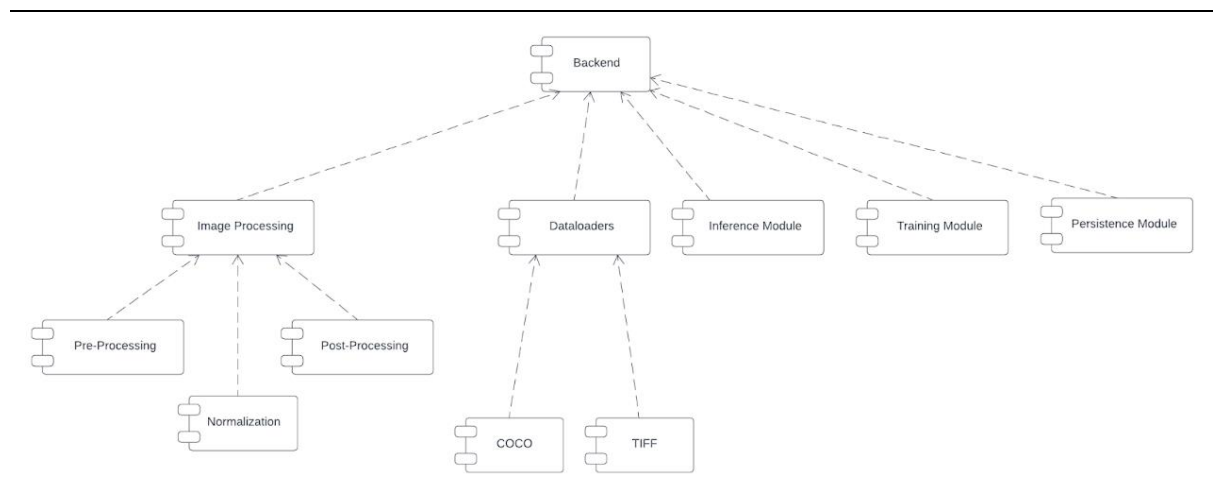 Backend
Image Processing
Dataloaders
Inference Module
Training Module
Persistence Module
Pre-Processing
Post-Processing
Normalization
COCO
TIFF